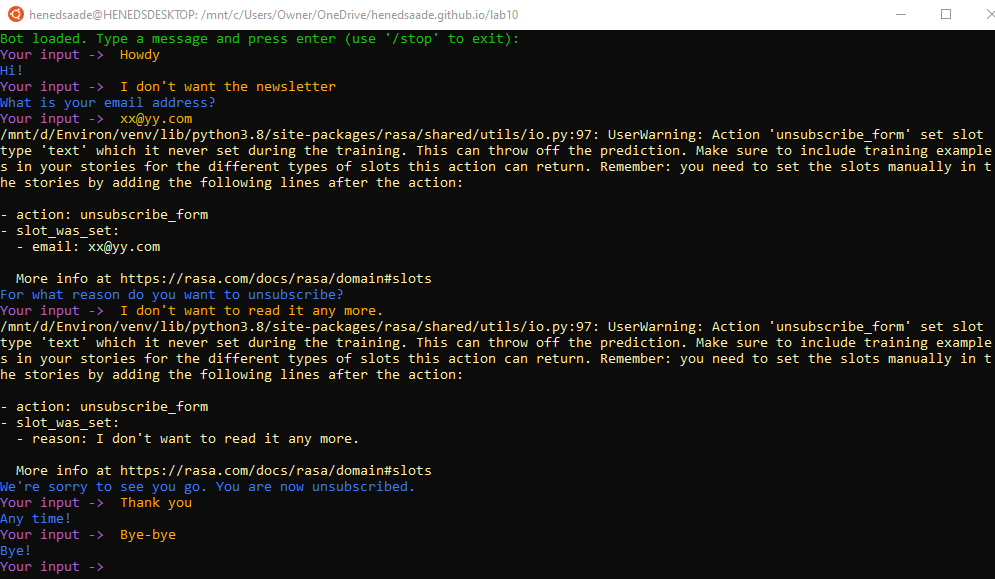 henedsaade@HENEDSDESKTOP: /mnt/c/Users/Owner/OneDrive/henedsaade.github.io/lab10
Bot loaded. Type a message and press enter (use '/stop' to exit):
Your input ->  Howdy
Hi!
Your input ->  I don't want the newsletter
What is your email address?
Your input ->  xx@yy.com
/mnt/d/Environ/venv/lib/python3.8/site-packages/rasa/shared/utils/io.py:97: UserWarning: Action 'unsubscribe_form' set slot
type 'text' which it never set during the training. This can throw off the prediction. Make sure to include training example
s in your stories for the different types of slots this action can return. Remember: you need to set the slots manually in t
he stories by adding the following lines after the action:
- action: unsubscribe_form
- slot_was_set:
  - email: xx@yy.com
  More info at https://rasa.com/docs/rasa/domain#slots
For what reason do you want to unsubscribe?
Your input ->  I don't want to read it any more.
/mnt/d/Environ/venv/lib/python3.8/site-packages/rasa/shared/utils/io.py:97: UserWarning: Action 'unsubscribe_form' set slot
type 'text' which it never set during the training. This can throw off the prediction. Make sure to include training example
s in your stories for the different types of slots this action can return. Remember: you need to set the slots manually in t
he stories by adding the following lines after the action:
- action: unsubscribe_form
- slot_was_set:
  - reason: I don't want to read it any more.
  More info at https://rasa.com/docs/rasa/domain#slots
We're sorry to see you go. You are now unsubscribed.
Your input ->  Thank you
Any time!
Your input ->  Bye-bye
Bye!
Your input ->